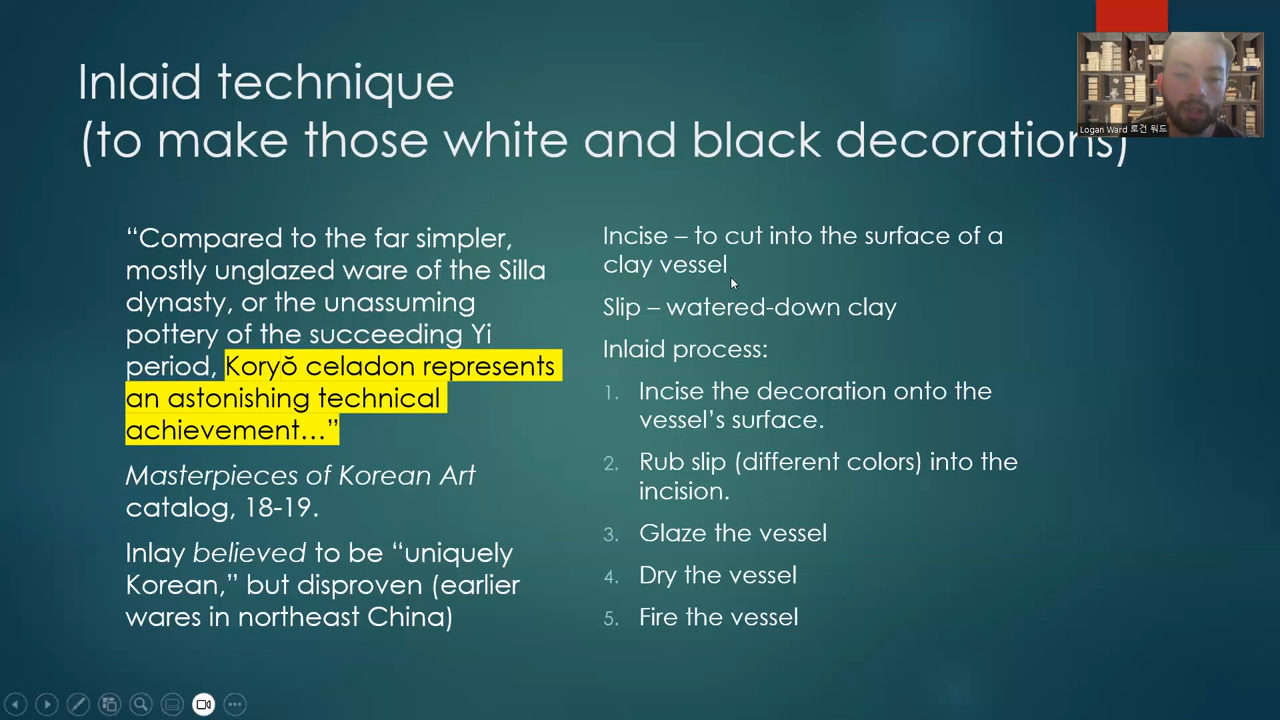 Inlaid technique
(to make those white and black decorations)
Logan Ward 로건 워드
“Compared to the far simpler,
mostly unglazed ware of the Silla
dynasty, or the unassuming
pottery of the succeeding Yi
period, Koryŏ celadon represents
an astonishing technical
achievement…”
Masterpieces of Korean Art
catalog, 18-19.
Inlay believed to be “uniquely
Korean,” but disproven (earlier
wares in northeast China)
Incise – to cut into the surface of a
clay vessel
Slip – watered-down clay
Inlaid process:
1. Incise the decoration onto the
vessel’s surface.
2. Rub slip (different colors) into the
incision.
3. Glaze the vessel
4. Dry the vessel
5. Fire the vessel